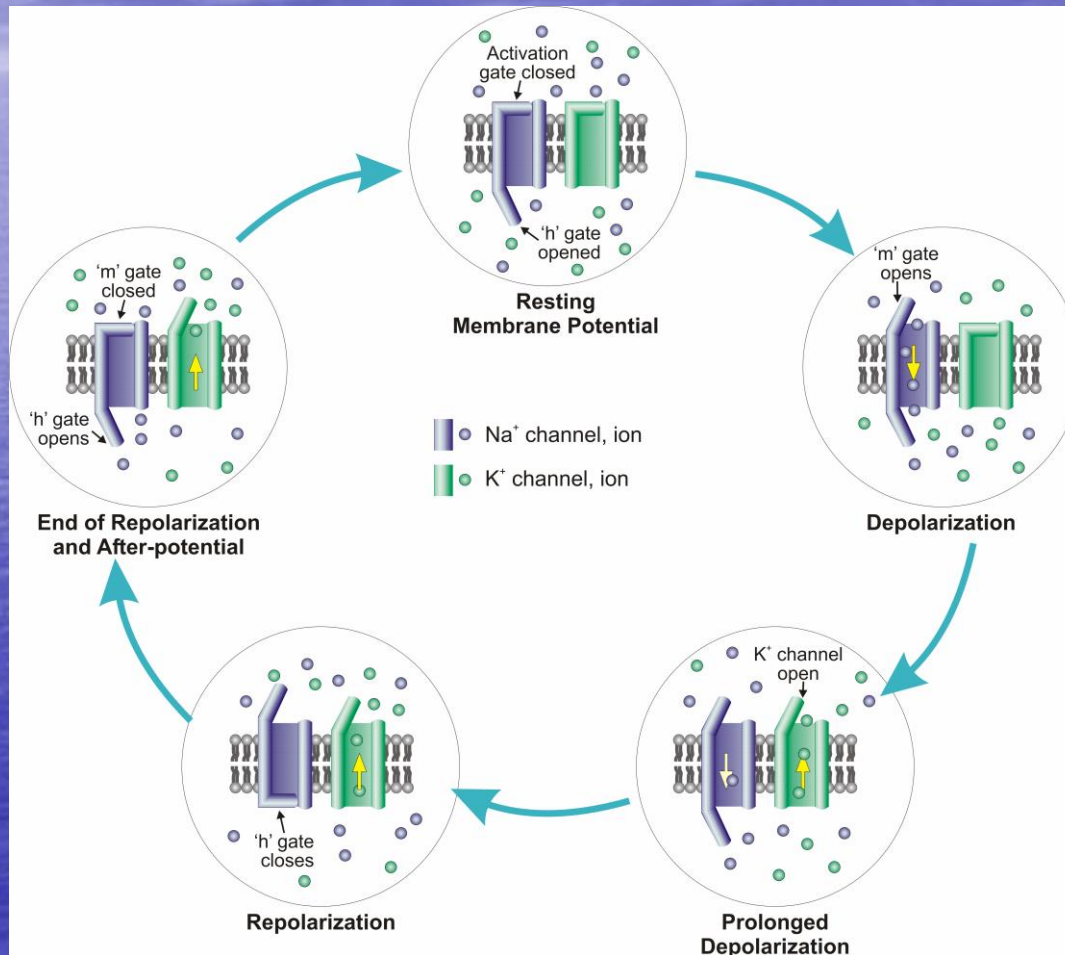 Activation
gate closed
'h' gate
opened
Resting
Membrane Potential
'm' gate
opens
Depolarization
K⁺ channel
open
Prolonged
Depolarization
'h' gate
closes
Repolarization
'm' gate
closed
'h' gate
opens
End of Repolarization
and After-potential
Na⁺ channel, ion
K⁺ channel, ion